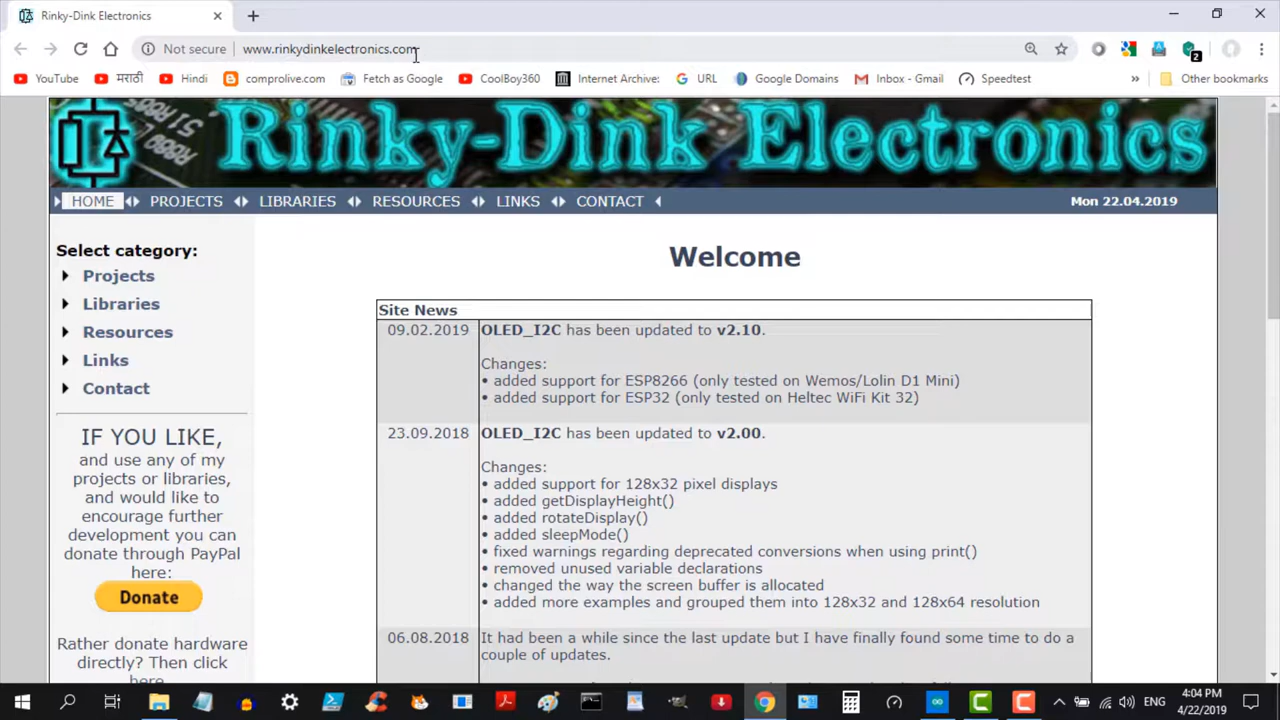 Rinky-Dink Electronics
Not secure www.rinkydinkelectronics.com
YouTube मराठी Hindi comprolive.com Fetch as Google CoolBoy360 Internet Archive: URL Google Domains Inbox - Gmail Speedtest » Other bookmarks
Rinky-Dink Electronics
HOME PROJECTS LIBRARIES RESOURCES LINKS CONTACT Mon 22.04.2019
Select category:
Projects
Libraries
Resources
Links
Contact
IF YOU LIKE,
and use any of my
projects or libraries,
and would like to
encourage further
development you can
donate through PayPal
here:
Donate
Rather donate hardware
directly? Then click
here
Welcome
Site News
09.02.2019 OLED_I2C has been updated to v2.10.
Changes:
• added support for ESP8266 (only tested on Wemos/Lolin D1 Mini)
• added support for ESP32 (only tested on Heltec WiFi Kit 32)
23.09.2018 OLED_I2C has been updated to v2.00.
Changes:
• added support for 128x32 pixel displays
• added getDisplayHeight()
• added rotateDisplay()
• added sleepMode()
• fixed warnings regarding deprecated conversions when using print()
• removed unused variable declarations
• changed the way the screen buffer is allocated
• added more examples and grouped them into 128x32 and 128x64 resolution
06.08.2018 It had been a while since the last update but I have finally found some time to do a
couple of updates.
ENG 4:04 PM
4/22/2019